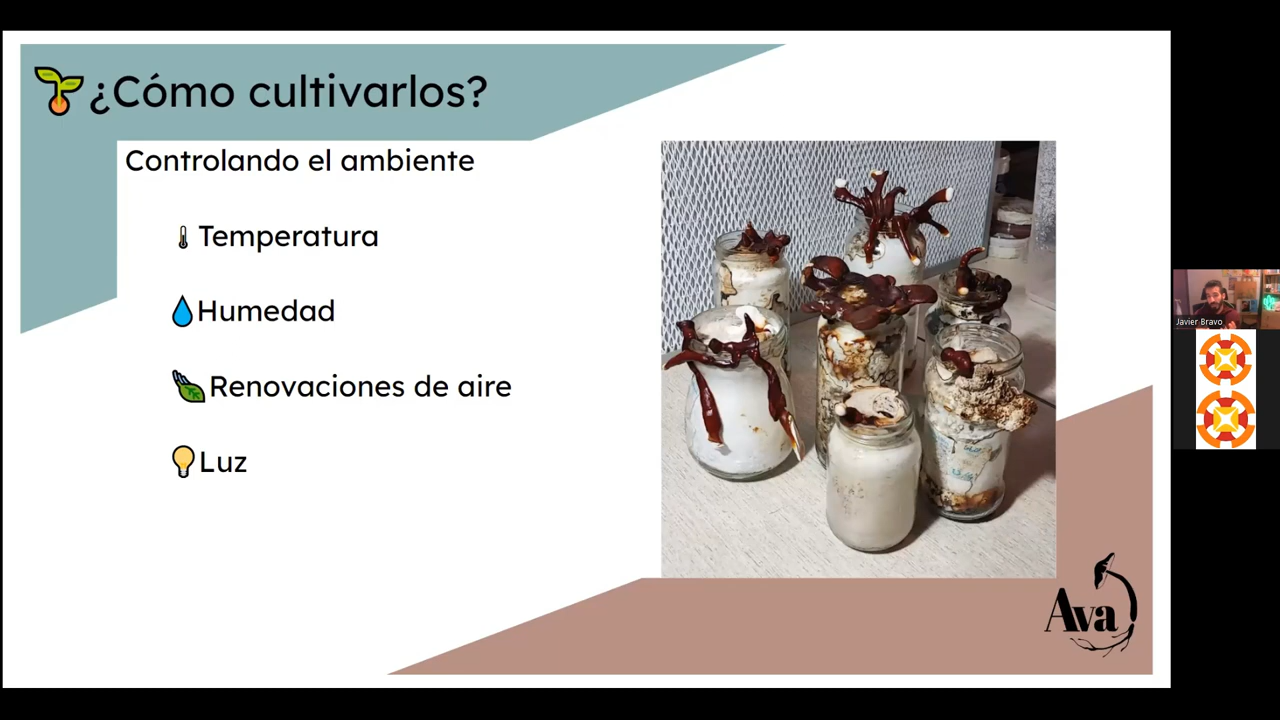 ¿Cómo cultivarlos?
Controlando el ambiente
Temperatura
Humedad
Renovaciones de aire
Luz
Ava
Javier Bravo